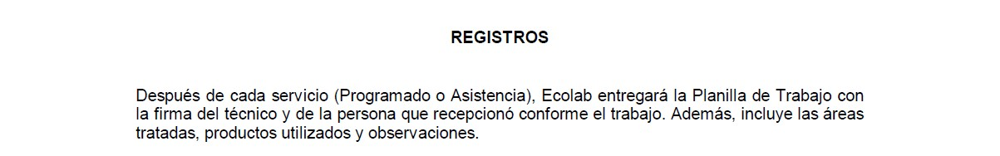 REGISTROS
Después de cada servicio (Programado o Asistencia), Ecolab entregará la Planilla de Trabajo con
la firma del técnico y de la persona que recepcionó conforme el trabajo. Además, incluye las áreas
tratadas, productos utilizados y observaciones.